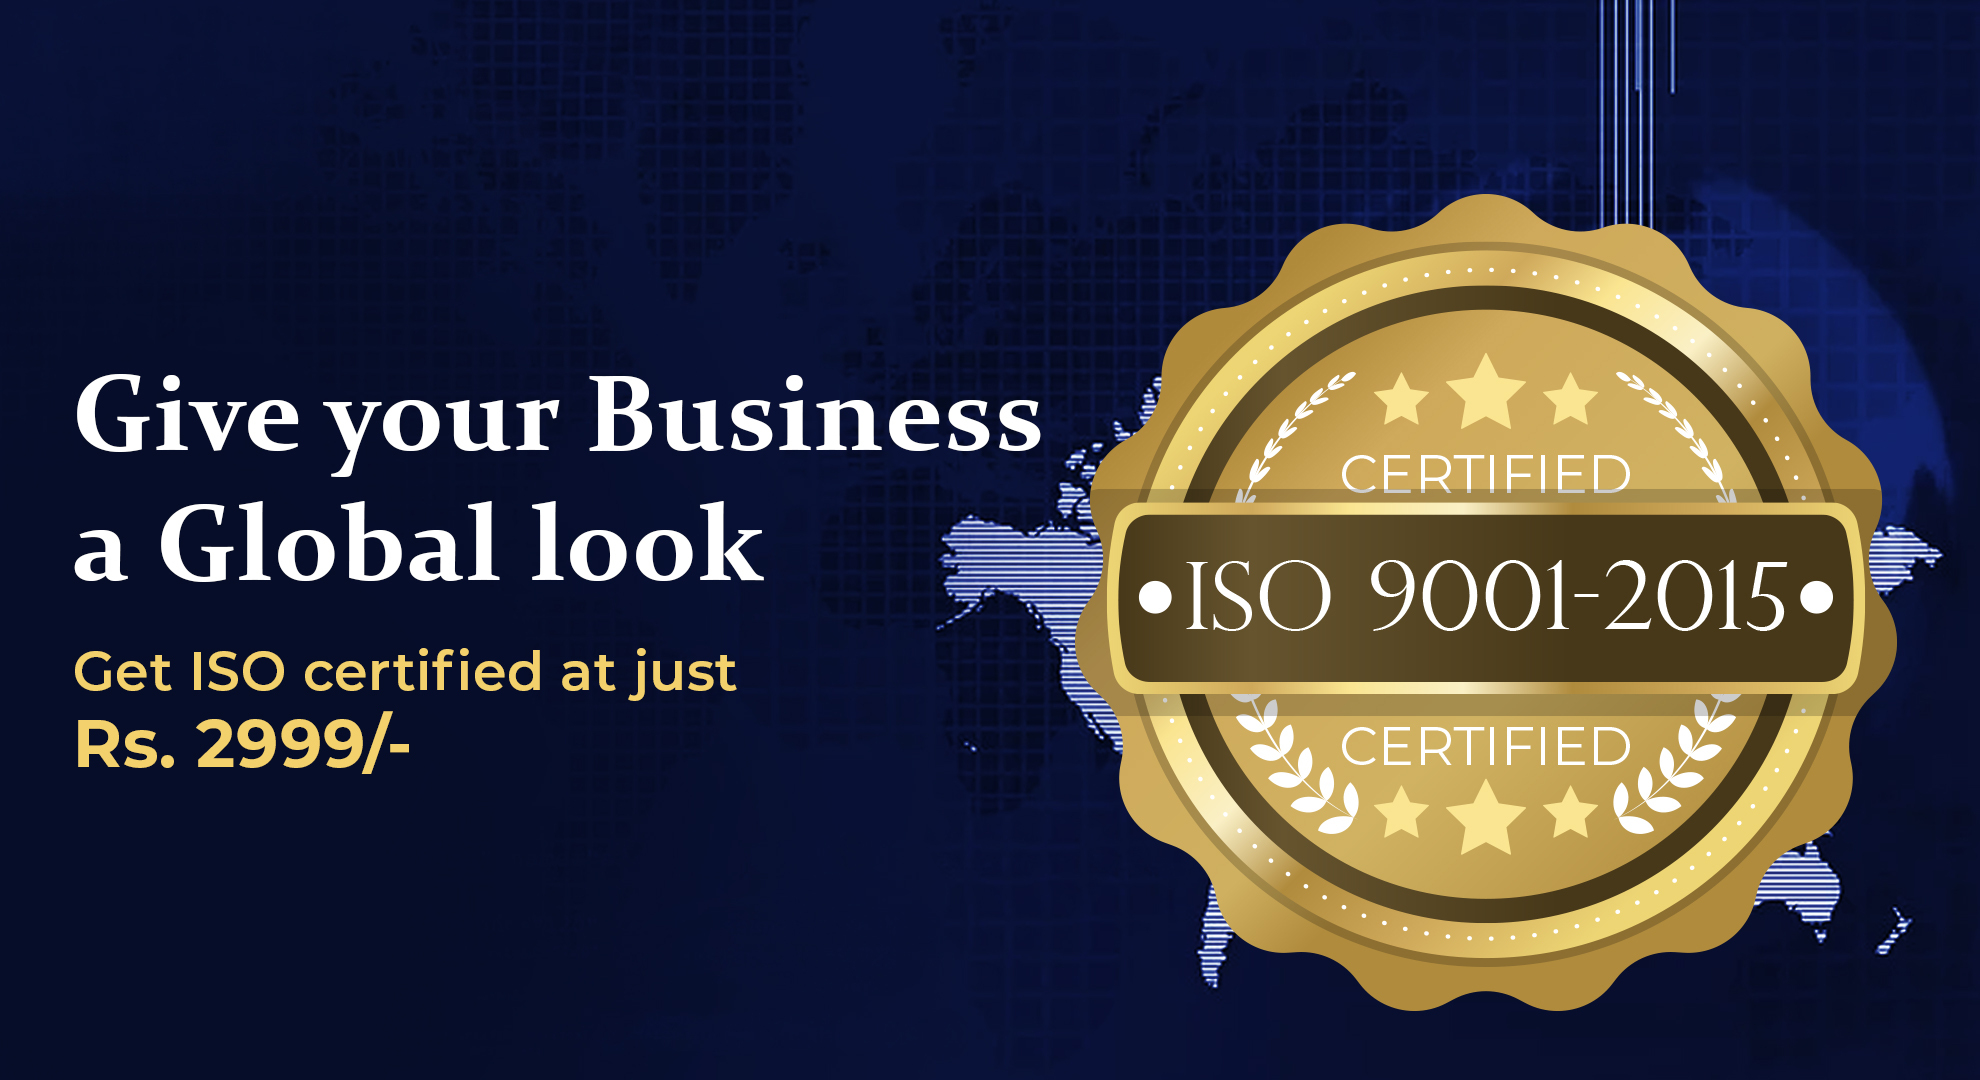 Give your Business
a Global look
Get ISO certified at just
Rs. 2999/-
CERTIFIED
ISO 9001-2015
CERTIFIED